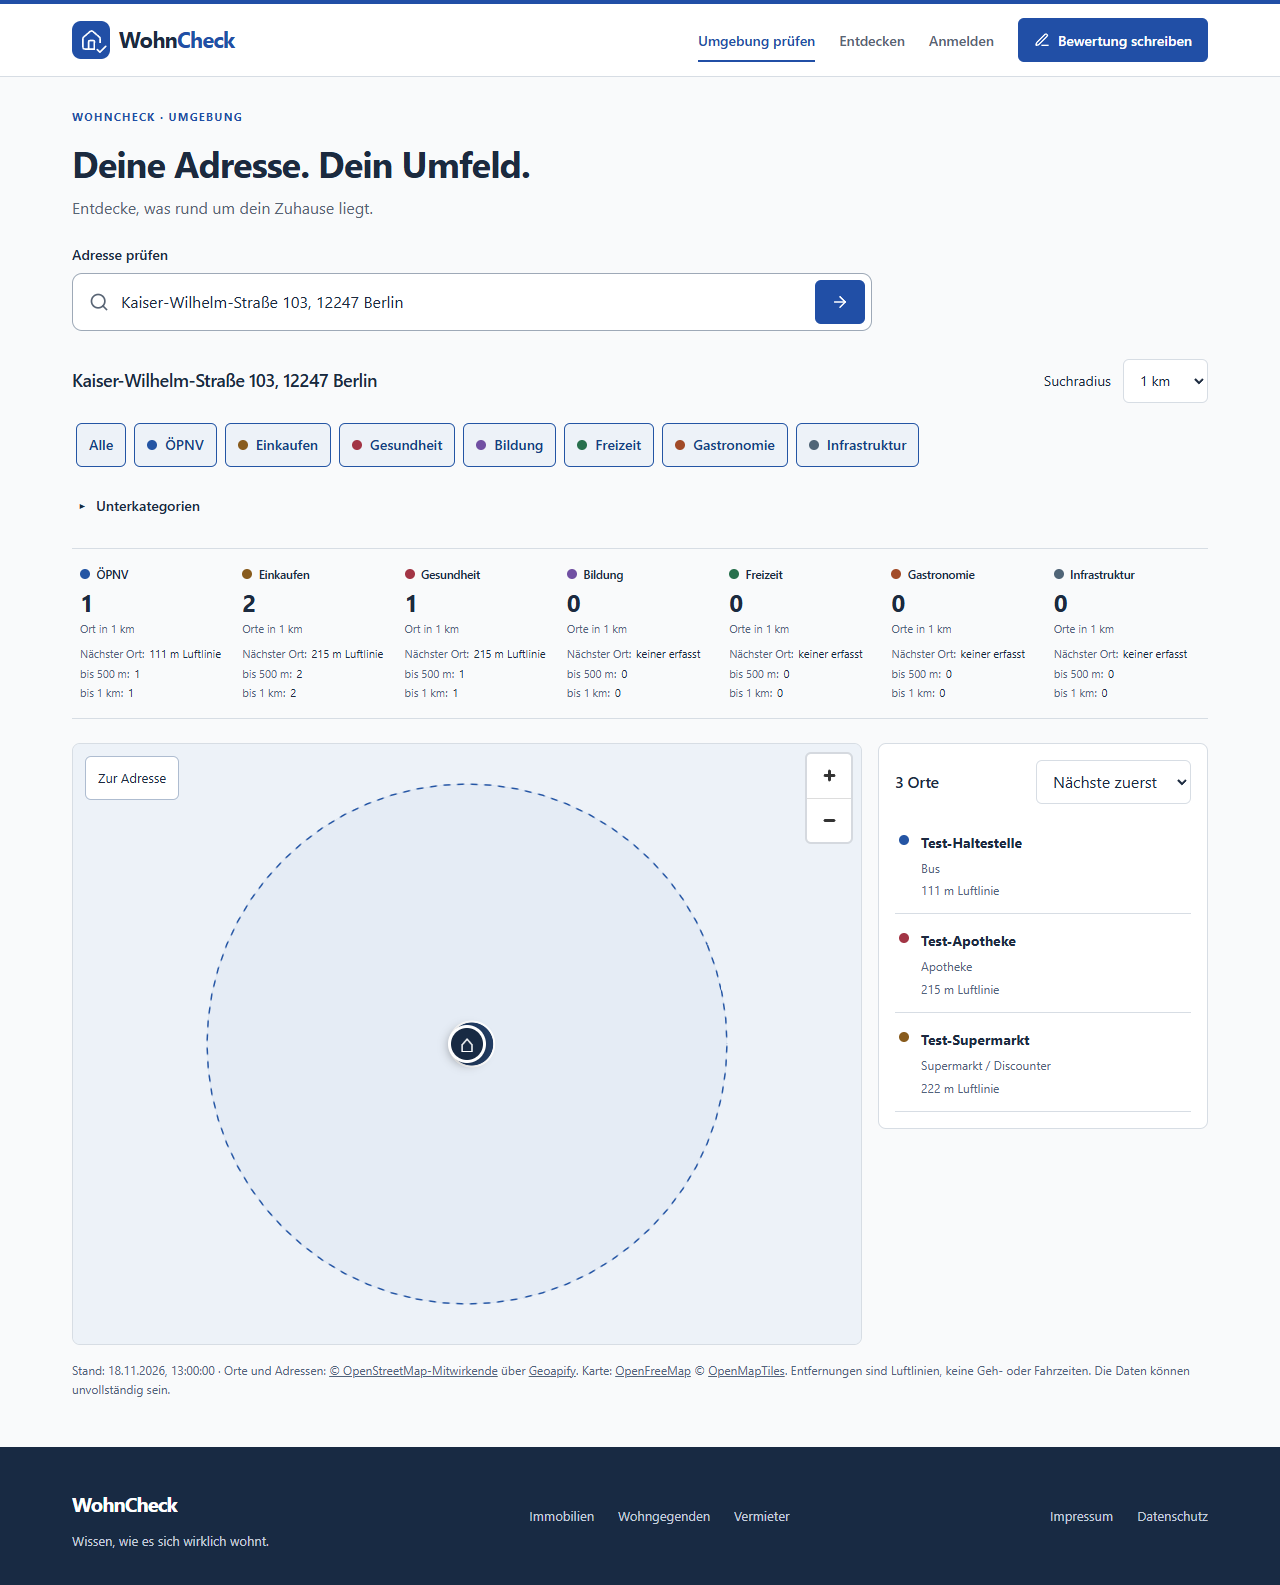 WohnCheck
Umgebung prüfen
Entdecken
Anmelden
Bewertung schreiben
WOHNCHECK · UMGEBUNG
Deine Adresse. Dein Umfeld.
Entdecke, was rund um dein Zuhause liegt.
Adresse prüfen
Kaiser-Wilhelm-Straße 103, 12247 Berlin
Kaiser-Wilhelm-Straße 103, 12247 Berlin
Suchradius
1 km
Alle
ÖPNV
Einkaufen
Gesundheit
Bildung
Freizeit
Gastronomie
Infrastruktur
Unterkategorien
ÖPNV
1
Ort in 1 km
Nächster Ort: 111 m Luftlinie
bis 500 m: 1
bis 1 km: 1
Einkaufen
2
Orte in 1 km
Nächster Ort: 215 m Luftlinie
bis 500 m: 2
bis 1 km: 2
Gesundheit
1
Ort in 1 km
Nächster Ort: 215 m Luftlinie
bis 500 m: 1
bis 1 km: 1
Bildung
0
Orte in 1 km
Nächster Ort: keiner erfasst
bis 500 m: 0
bis 1 km: 0
Freizeit
0
Orte in 1 km
Nächster Ort: keiner erfasst
bis 500 m: 0
bis 1 km: 0
Gastronomie
0
Orte in 1 km
Nächster Ort: keiner erfasst
bis 500 m: 0
bis 1 km: 0
Infrastruktur
0
Orte in 1 km
Nächster Ort: keiner erfasst
bis 500 m: 0
bis 1 km: 0
Zur Adresse
+
−
3 Orte
Nächste zuerst
Test-Haltestelle
Bus
111 m Luftlinie
Test-Apotheke
Apotheke
215 m Luftlinie
Test-Supermarkt
Supermarkt / Discounter
222 m Luftlinie
Stand: 18.11.2026, 13:00:00 · Orte und Adressen: © OpenStreetMap-Mitwirkende über Geoapify. Karte: OpenFreeMap © OpenMapTiles. Entfernungen sind Luftlinien, keine Geh- oder Fahrzeiten. Die Daten können
unvollständig sein.
WohnCheck
Wissen, wie es sich wirklich wohnt.
Immobilien
Wohngegenden
Vermieter
Impressum
Datenschutz